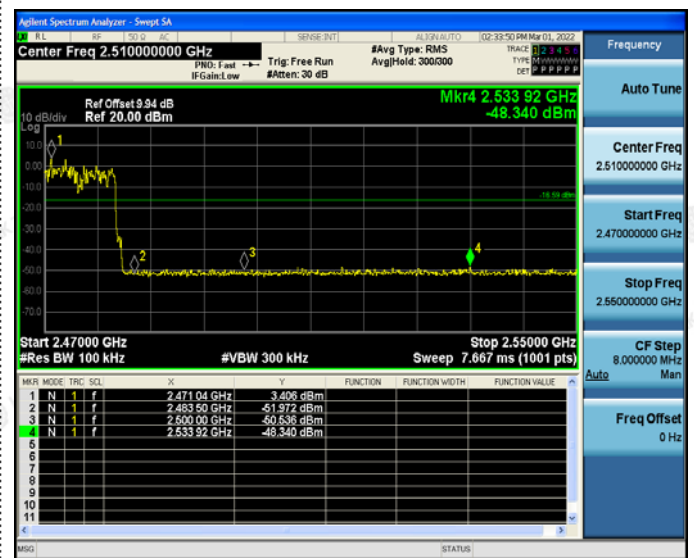 Agilent Spectrum Analyzer - Swept SA
RL RF 50 Ω AC SENSE:INT ALIGNAUTO 02:33:50 PM Mar 01, 2022
Center Freq 2.510000000 GHz
PNO: Fast Trig: Free Run
IFGain:Low #Atten: 30 dB
#Avg Type: RMS
Avg|Hold: 300/300
TRACE 1 2 3 4 5 6
TYPE M W W W W W
DET P P P P P P
Ref Offset 9.94 dB
Ref 20.00 dBm
10 dB/div
Log
Mkr4 2.533 92 GHz
-48.340 dBm
10.0
0.00
-10.0
-20.0
-30.0
-40.0
-50.0
-60.0
-70.0
1
2
3
4
-16.59 dBm
Start 2.47000 GHz Stop 2.55000 GHz
#Res BW 100 kHz #VBW 300 kHz Sweep 7.667 ms (1001 pts)
MKR MODE TRC SCL X Y FUNCTION FUNCTION WIDTH FUNCTION VALUE
1 N 1 f 2.471 04 GHz 3.406 dBm
2 N 1 f 2.483 50 GHz -51.972 dBm
3 N 1 f 2.500 00 GHz -50.536 dBm
4 N 1 f 2.533 92 GHz -48.340 dBm
5
6
7
8
9
10
11
MSG STATUS
Frequency
Auto Tune
Center Freq
2.510000000 GHz
Start Freq
2.470000000 GHz
Stop Freq
2.550000000 GHz
CF Step
8.000000 MHz
Auto Man
Freq Offset
0 Hz